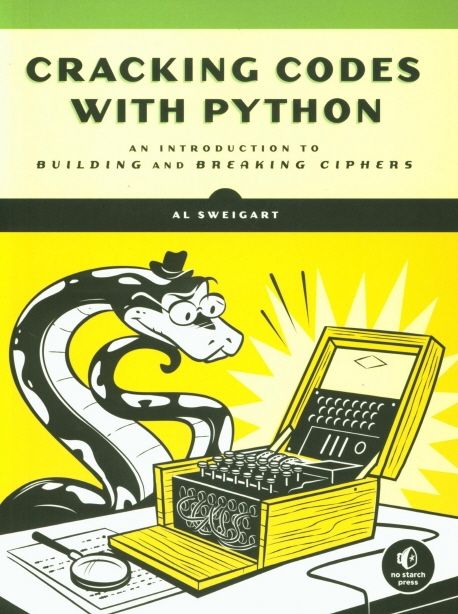 CRACKING CODES
WITH PYTHON
AN INTRODUCTION TO
BUILDING AND BREAKING CIPHERS
AL SWEIGART
no starch
press